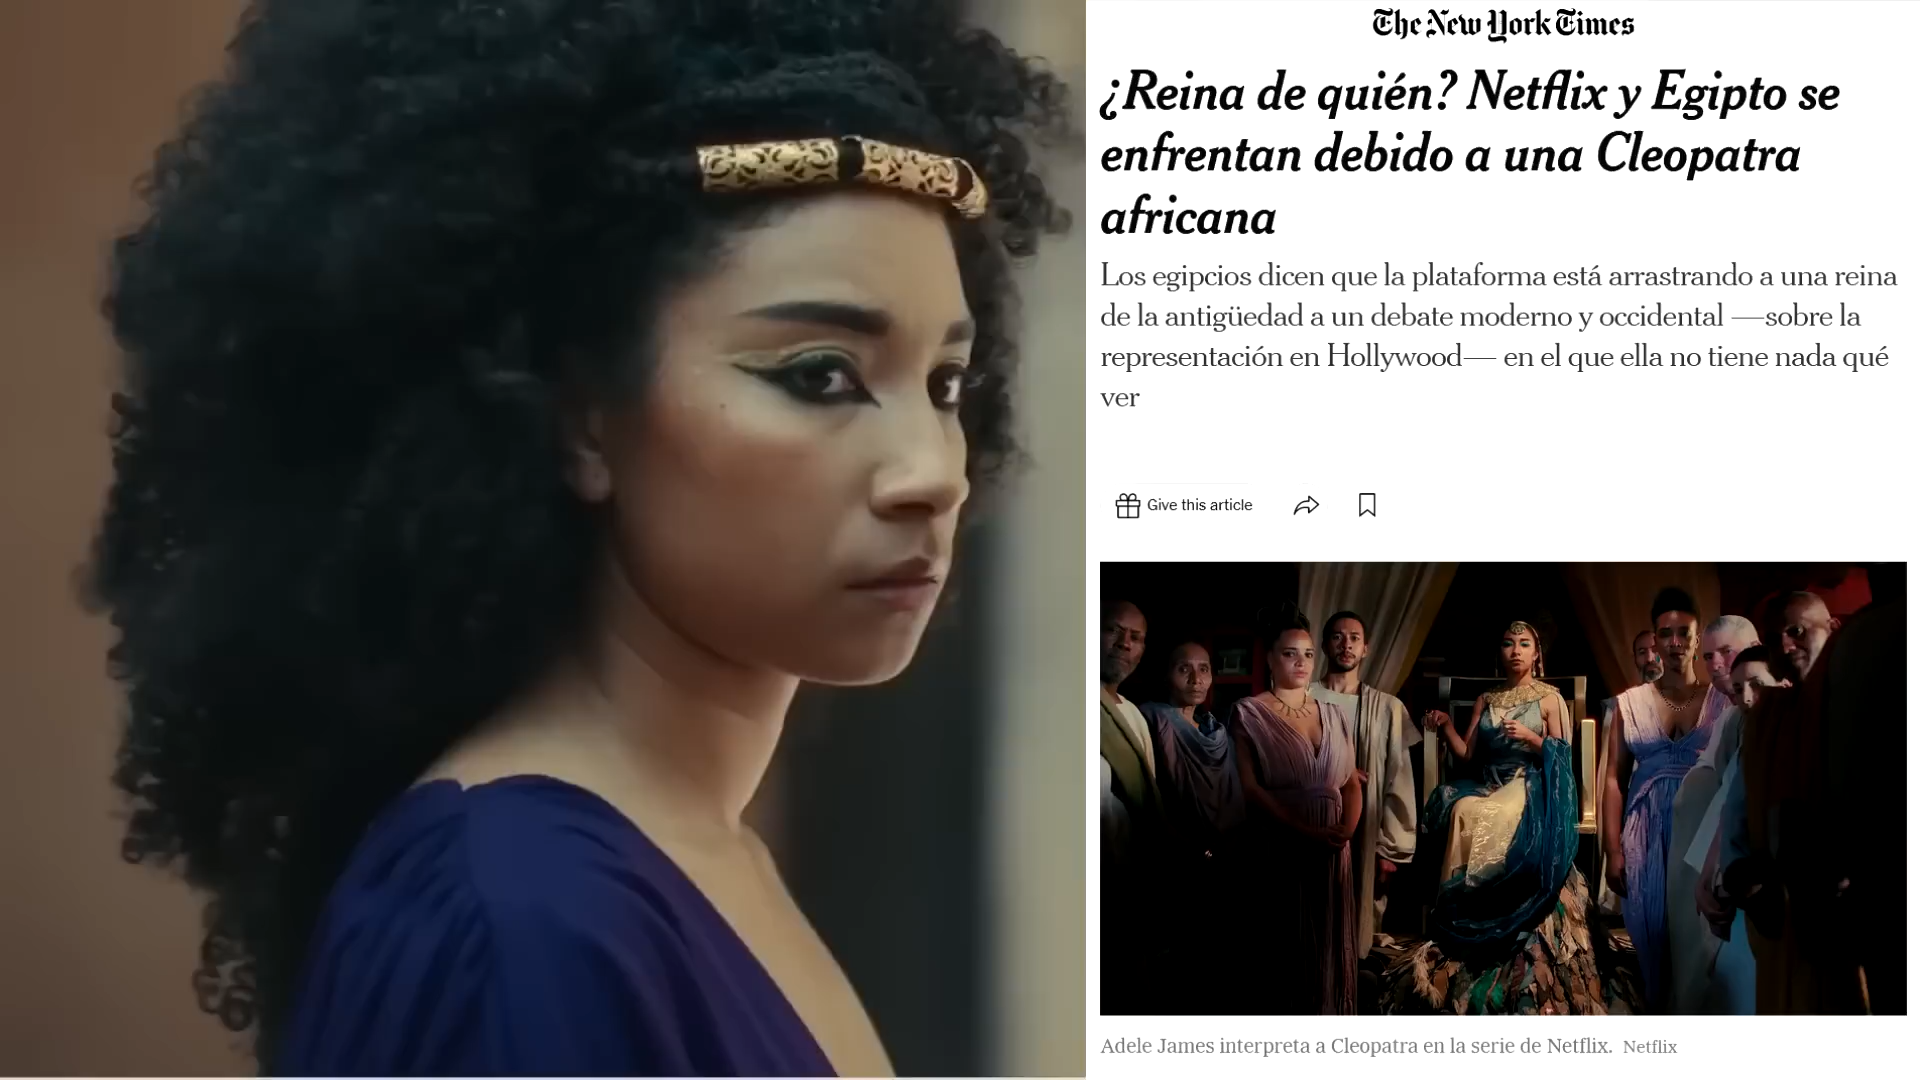 The New York Times
¿Reina de quién? Netflix y Egipto se
enfrentan debido a una Cleopatra
africana
Los egipcios dicen que la plataforma está arrastrando a una reina
de la antigüedad a un debate moderno y occidental —sobre la
representación en Hollywood— en el que ella no tiene nada qué
ver
Give this article
Adele James interpreta a Cleopatra en la serie de Netflix. Netflix